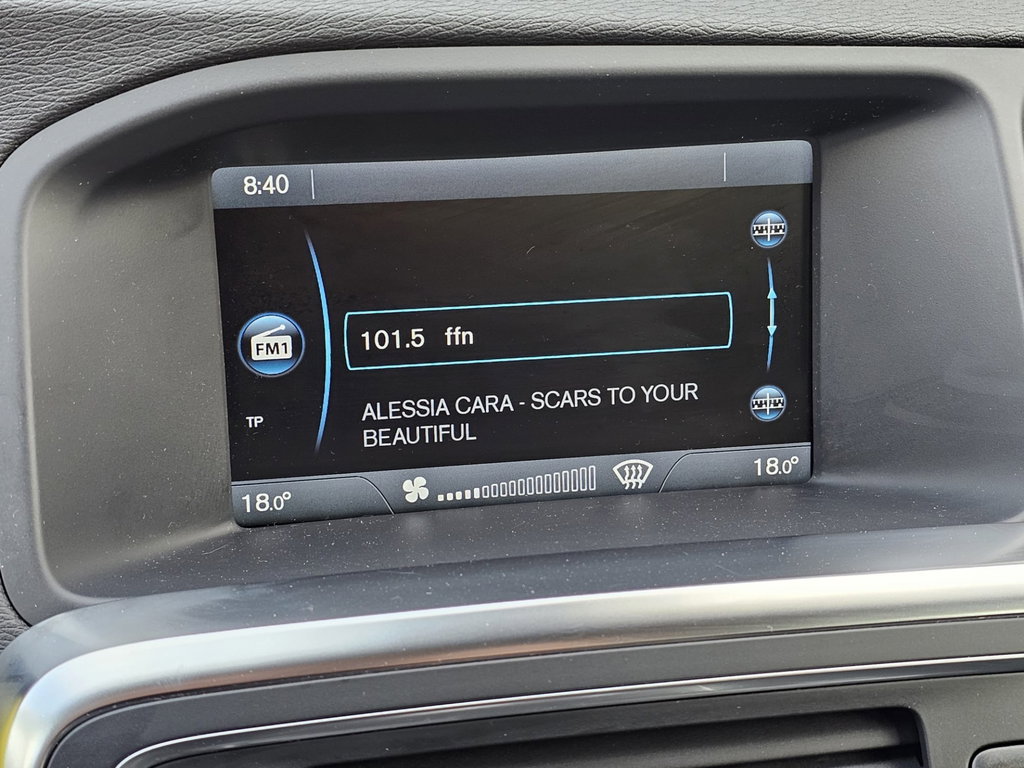 8:40
101.5 ffn
FM1
ALESSIA CARA - SCARS TO YOUR
BEAUTIFUL
TP
18.0°
18.0°